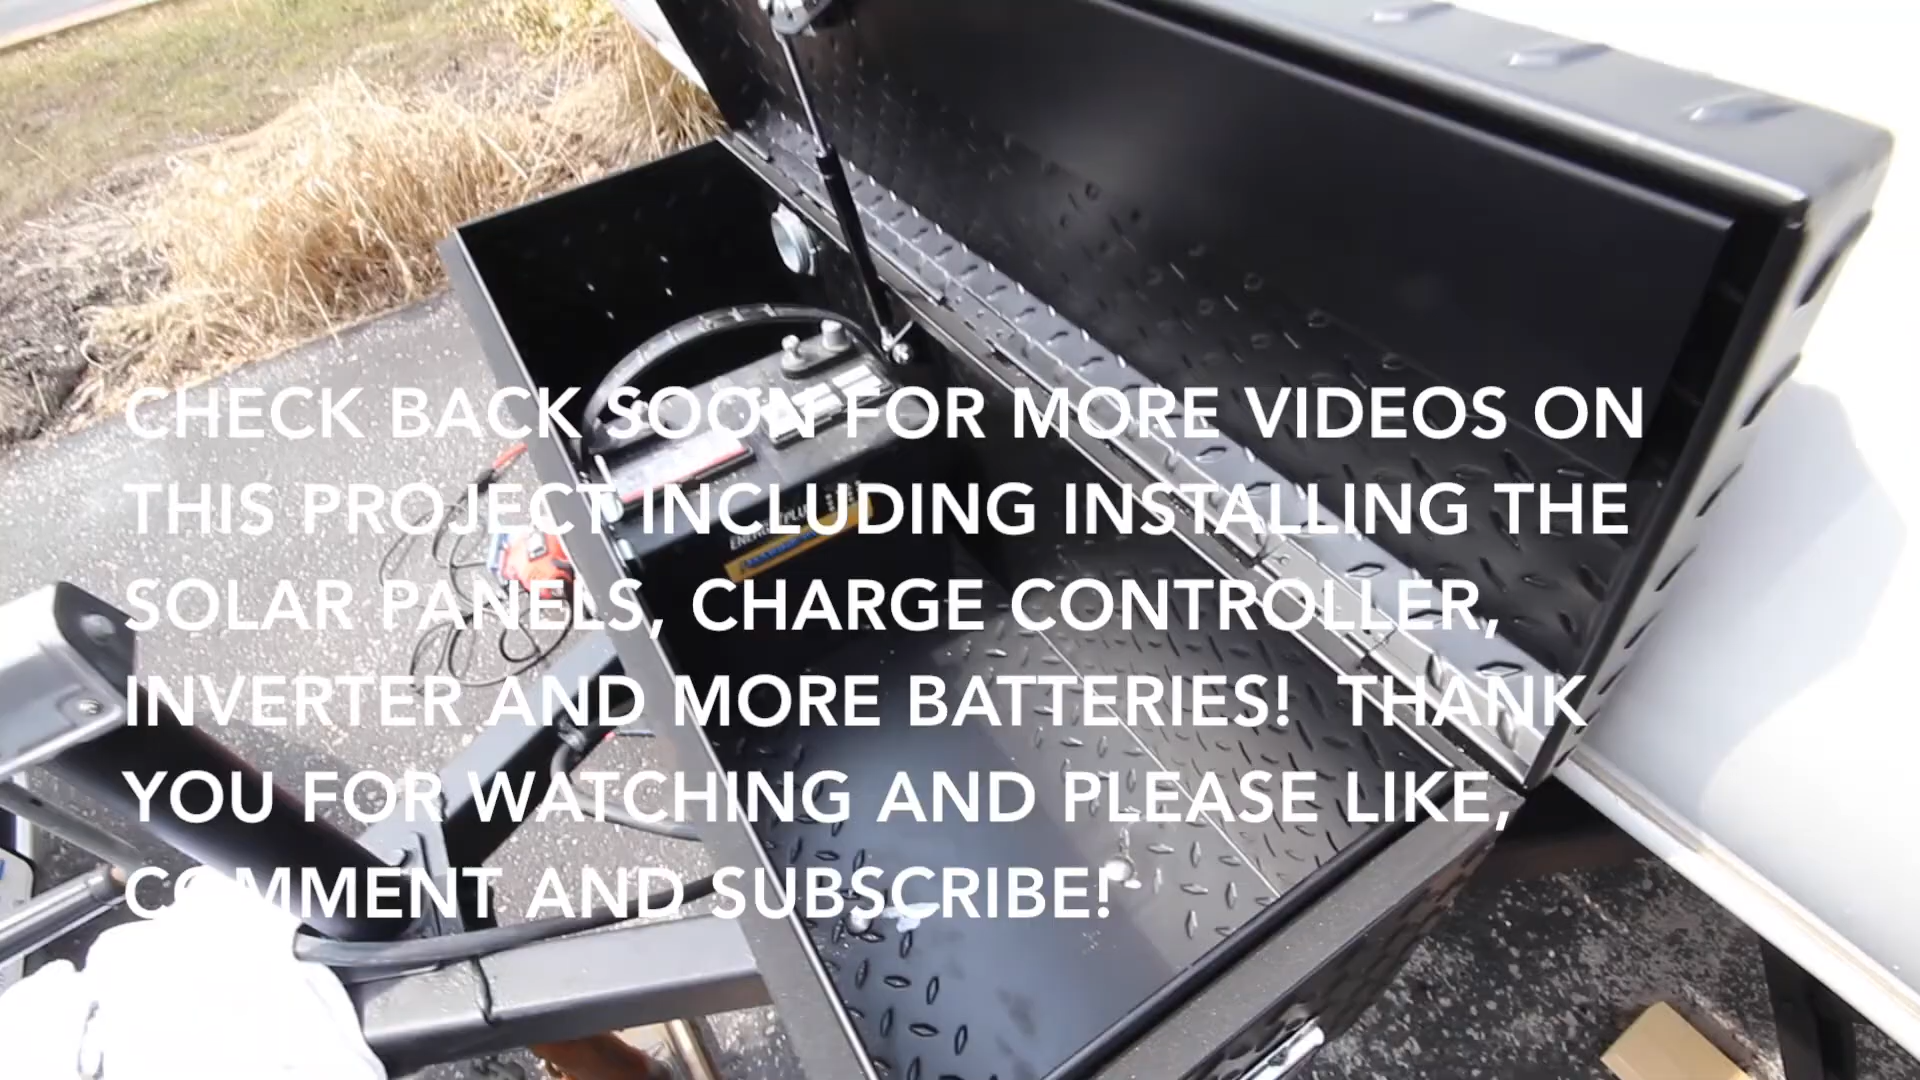 CHECK BACK SOON FOR MORE VIDEOS ON
THIS PROJECT INCLUDING INSTALLING THE
SOLAR PANELS, CHARGE CONTROLLER,
INVERTER AND MORE BATTERIES!  THANK
YOU FOR WATCHING AND PLEASE LIKE,
COMMENT AND SUBSCRIBE!